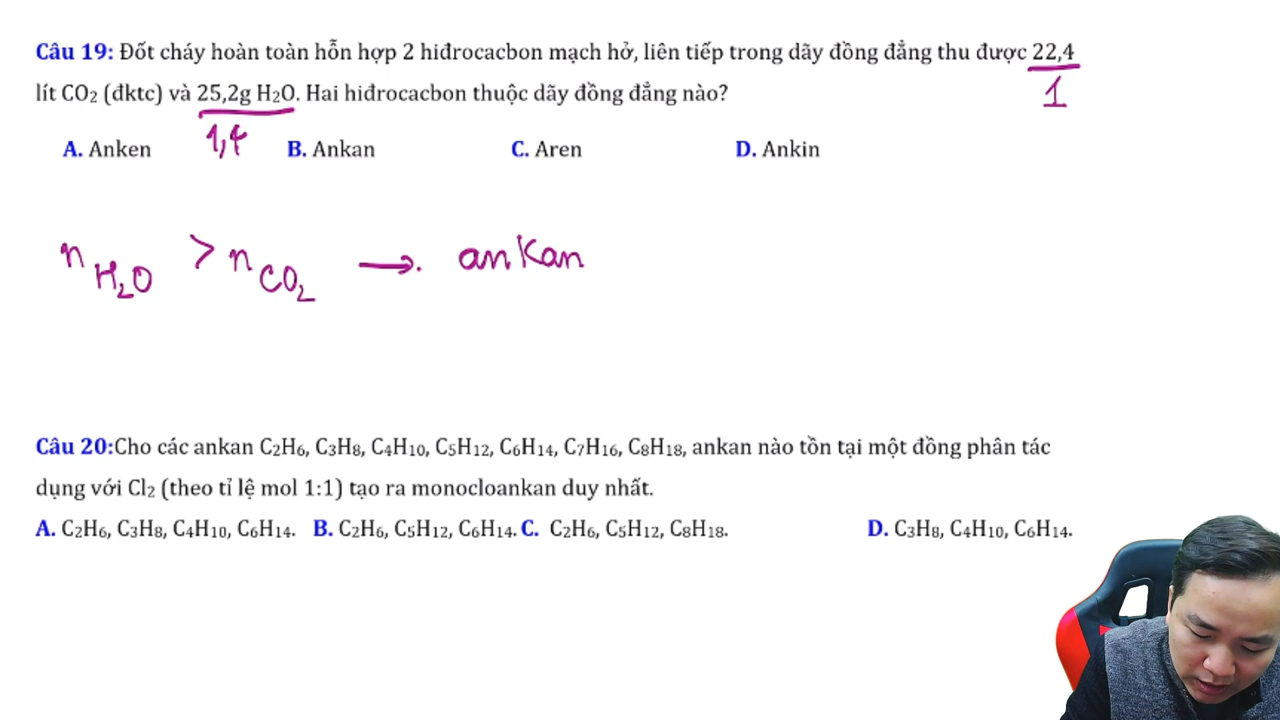 Câu 19: Đốt cháy hoàn toàn hỗn hợp 2 hiđrocacbon mạch hở, liên tiếp trong dãy đồng đẳng thu được 22,4
1
lít CO₂ (đktc) và 25,2g H₂O. Hai hiđrocacbon thuộc dãy đồng đẳng nào?
1,4
A. Anken B. Ankan C. Aren D. Ankin
n H₂O > n CO₂ → ankan
Câu 20:Cho các ankan C₂H₆, C₃H₈, C₄H₁₀, C₅H₁₂, C₆H₁₄, C₇H₁₆, C₈H₁₈, ankan nào tồn tại một đồng phân tác
dụng với Cl₂ (theo tỉ lệ mol 1:1) tạo ra monocloankan duy nhất.
A. C₂H₆, C₃H₈, C₄H₁₀, C₆H₁₄. B. C₂H₆, C₅H₁₂, C₆H₁₄. C. C₂H₆, C₅H₁₂, C₈H₁₈. D. C₃H₈, C₄H₁₀, C₆H₁₄.